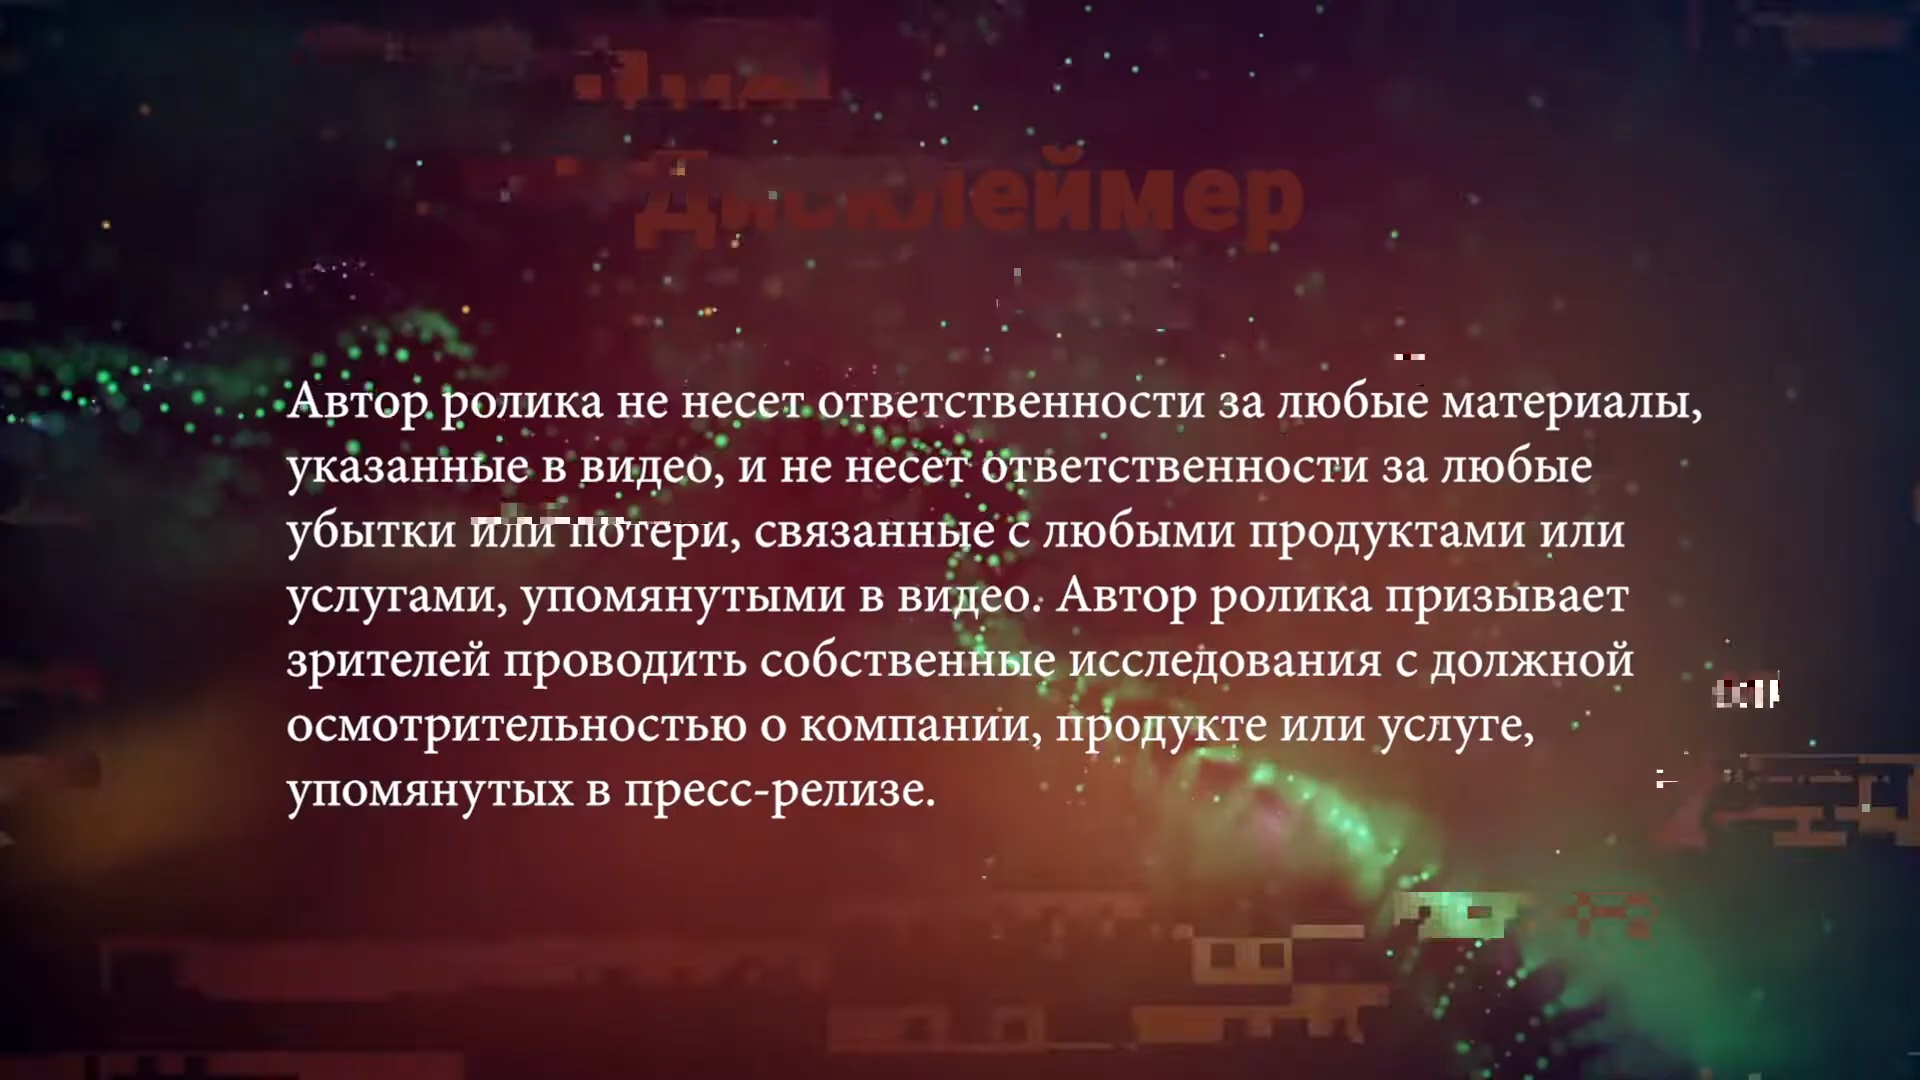 Дисклеймер
Автор ролика не несет ответственности за любые материалы,
указанные в видео, и не несет ответственности за любые
убытки или потери, связанные с любыми продуктами или
услугами, упомянутыми в видео. Автор ролика призывает
зрителей проводить собственные исследования с должной
осмотрительностью о компании, продукте или услуге,
упомянутых в пресс-релизе.